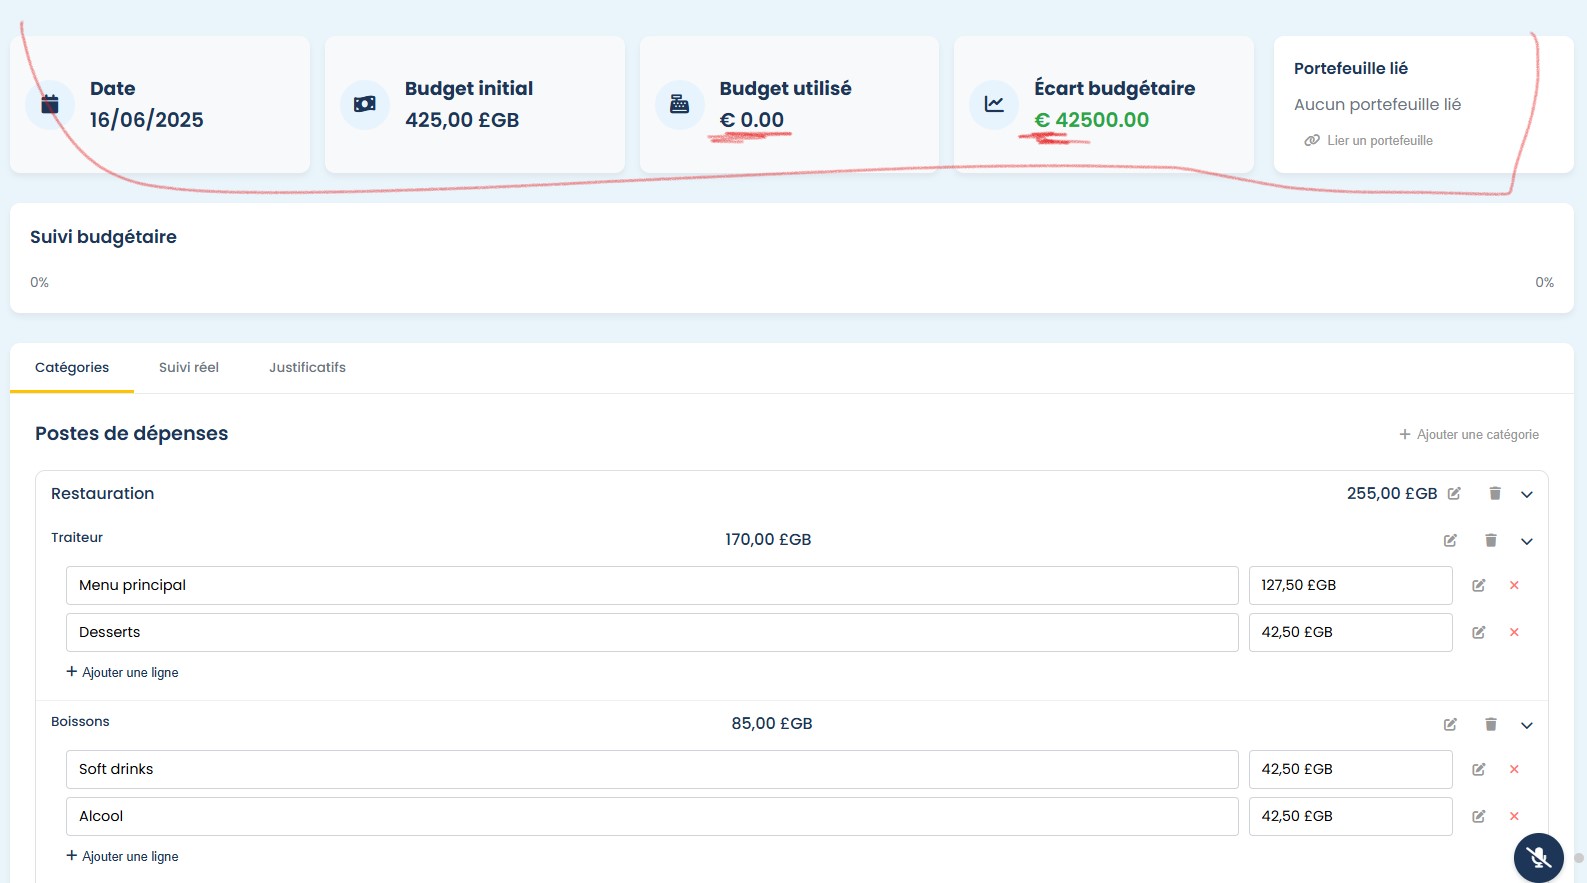 Date
16/06/2025
Budget initial
425,00 £GB
Budget utilisé
€ 0.00
Écart budgétaire
€ 42500.00
Portefeuille lié
Aucun portefeuille lié
Lier un portefeuille
Suivi budgétaire
0% 0%
Catégories Suivi réel Justificatifs
Postes de dépenses + Ajouter une catégorie
Restauration 255,00 £GB
Traiteur 170,00 £GB
Menu principal 127,50 £GB
Desserts 42,50 £GB
+ Ajouter une ligne
Boissons 85,00 £GB
Soft drinks 42,50 £GB
Alcool 42,50 £GB
+ Ajouter une ligne